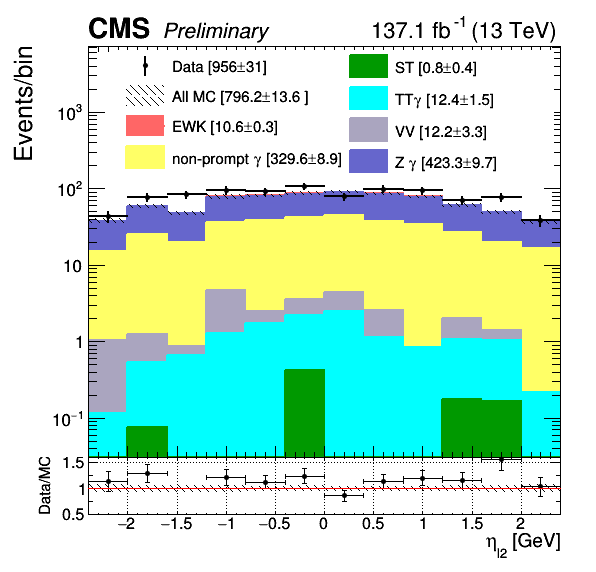 CMS Preliminary 137.1 fb⁻¹ (13 TeV)
Events/bin
Data [956±31]
All MC [796.2±13.6 ]
EWK [10.6±0.3]
non-prompt γ [329.6±8.9]
ST [0.8±0.4]
TTγ [12.4±1.5]
VV [12.2±3.3]
Z γ [423.3±9.7]
10³
10²
10
1
10⁻¹
Data/MC
1.5
1
0.5
−2 −1.5 −1 −0.5 0 0.5 1 1.5 2
η_l2 [GeV]